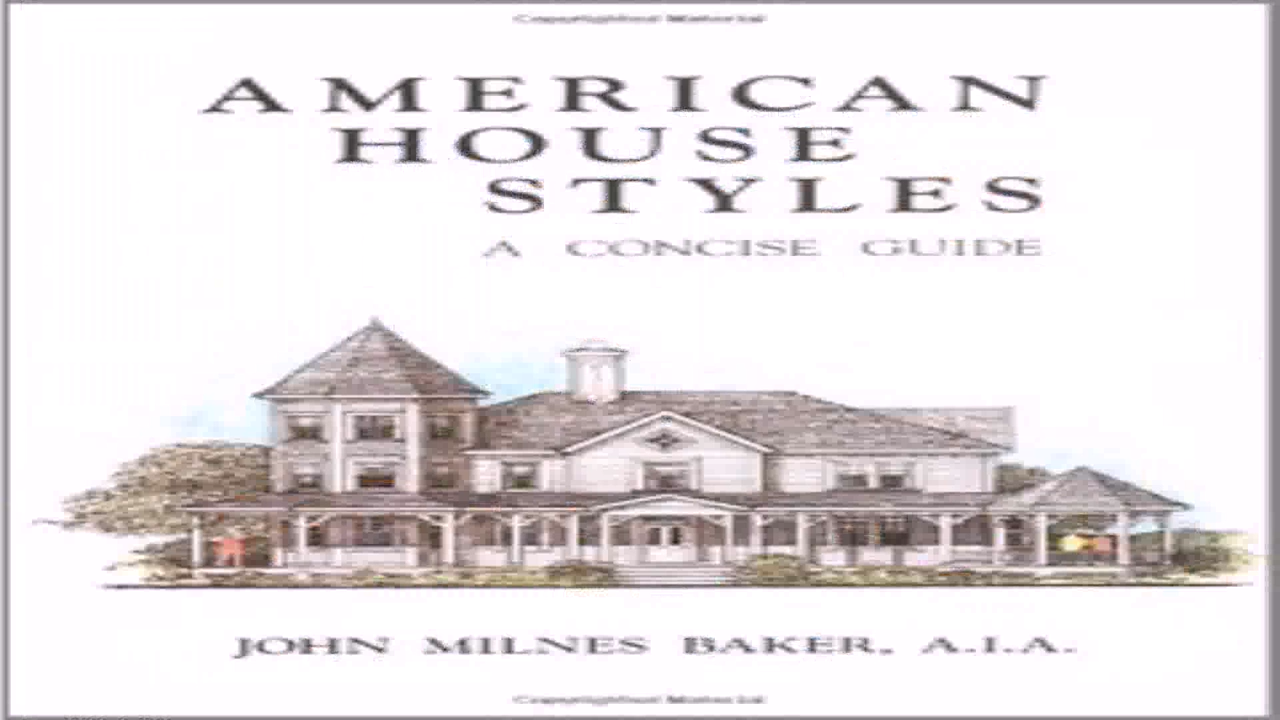 Copyrighted Material
AMERICAN
HOUSE
STYLES
A CONCISE GUIDE
JOHN MILNES BAKER, A.I.A.
Copyrighted Material